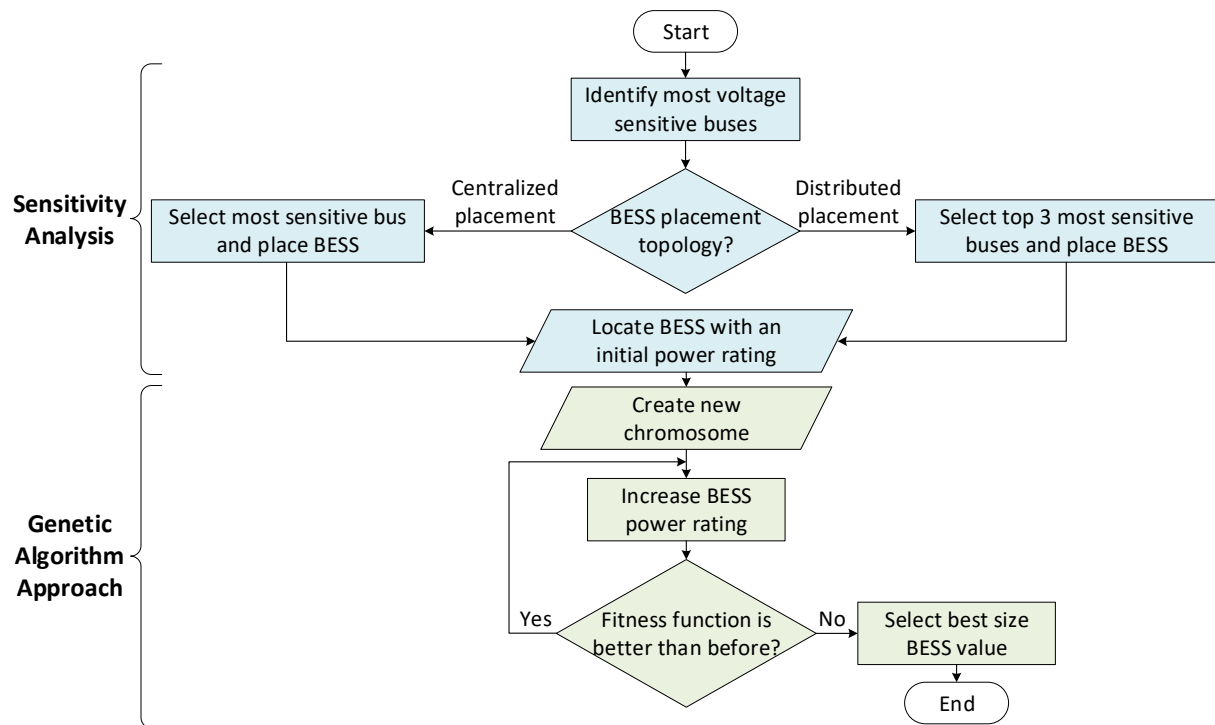 Start
Identify most voltage
sensitive buses
Sensitivity
Analysis
Centralized
placement
BESS placement
topology?
Distributed
placement
Select most sensitive bus
and place BESS
Select top 3 most sensitive
buses and place BESS
Locate BESS with an
initial power rating
Genetic
Algorithm
Approach
Create new
chromosome
Increase BESS
power rating
Fitness function is
better than before?
Yes
No
Select best size
BESS value
End